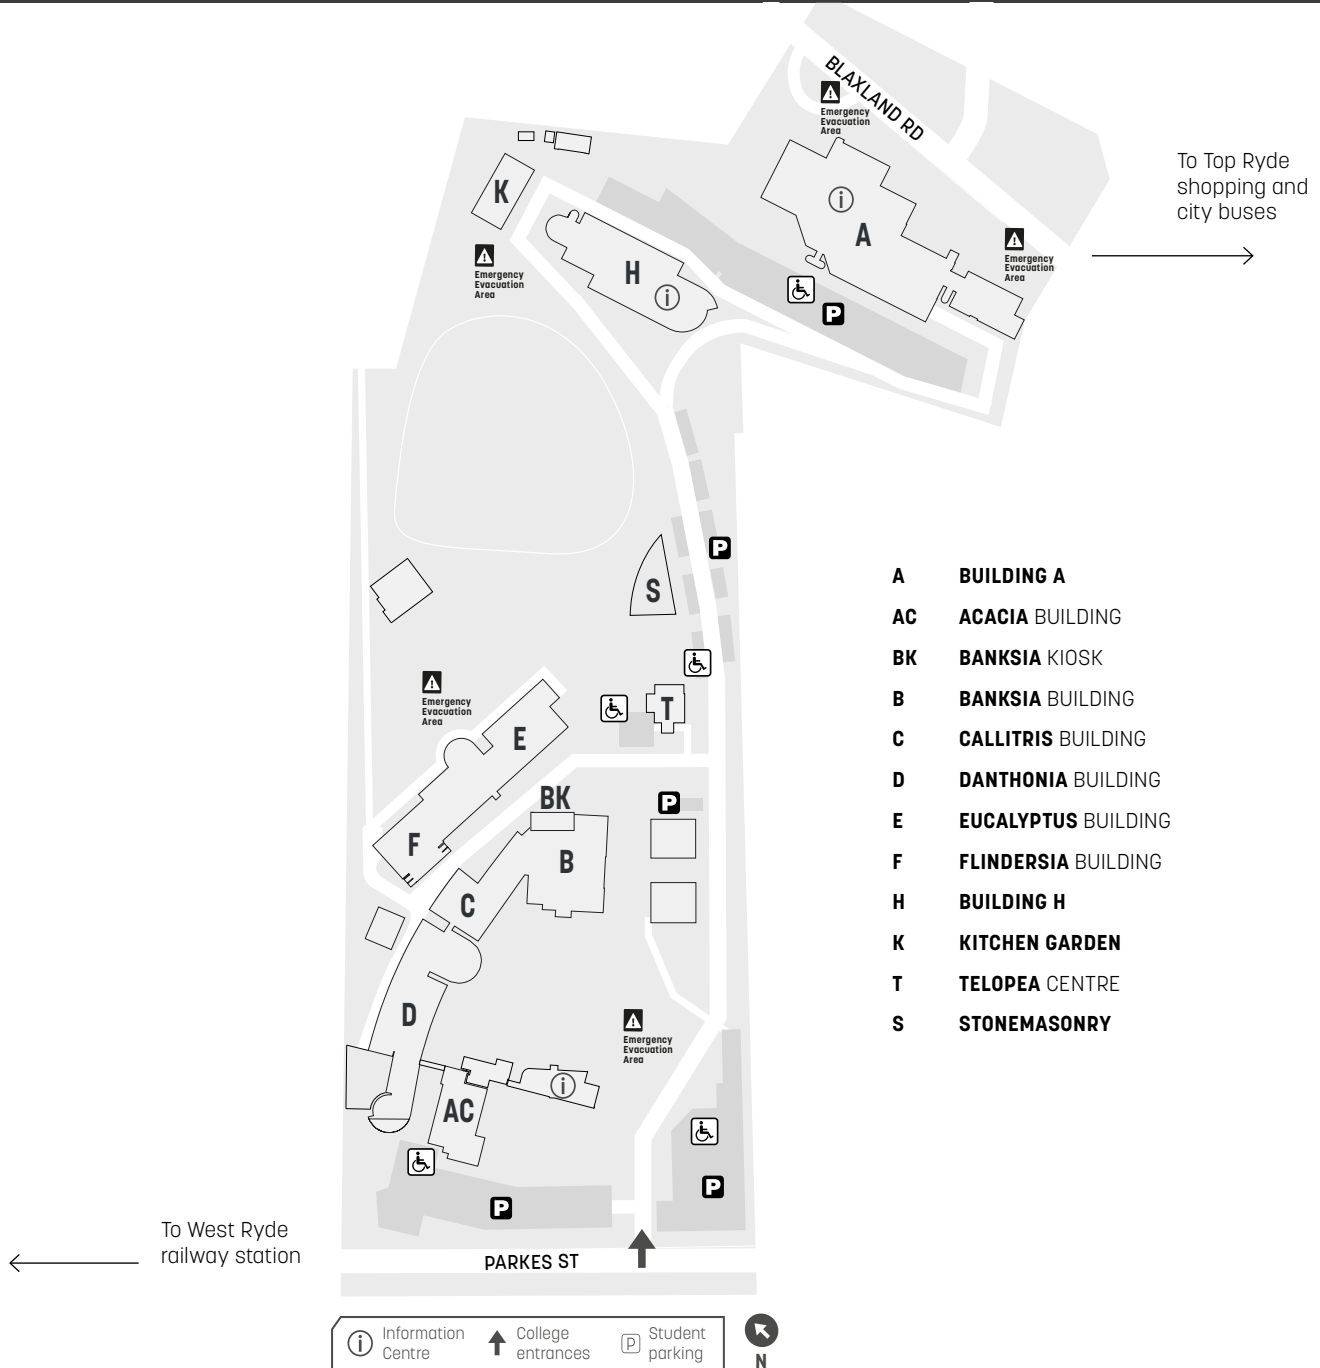 BLAXLAND RD
Emergency
Evacuation
Area
To Top Ryde
shopping and
city buses
K
i
A
Emergency
Evacuation
Area
Emergency
Evacuation
Area
H
i
P
P
S
A BUILDING A
AC ACACIA BUILDING
BK BANKSIA KIOSK
B BANKSIA BUILDING
C CALLITRIS BUILDING
D DANTHONIA BUILDING
E EUCALYPTUS BUILDING
F FLINDERSIA BUILDING
H BUILDING H
K KITCHEN GARDEN
T TELOPEA CENTRE
S STONEMASONRY
Emergency
Evacuation
Area
T
E
BK
P
F
B
C
D
Emergency
Evacuation
Area
i
AC
P
P
To West Ryde
railway station
PARKES ST
i Information
Centre
College
entrances
P Student
parking
N